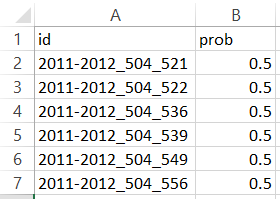 A B
1 id prob
2 2011-2012_504_521 0.5
3 2011-2012_504_522 0.5
4 2011-2012_504_536 0.5
5 2011-2012_504_539 0.5
6 2011-2012_504_549 0.5
7 2011-2012_504_556 0.5